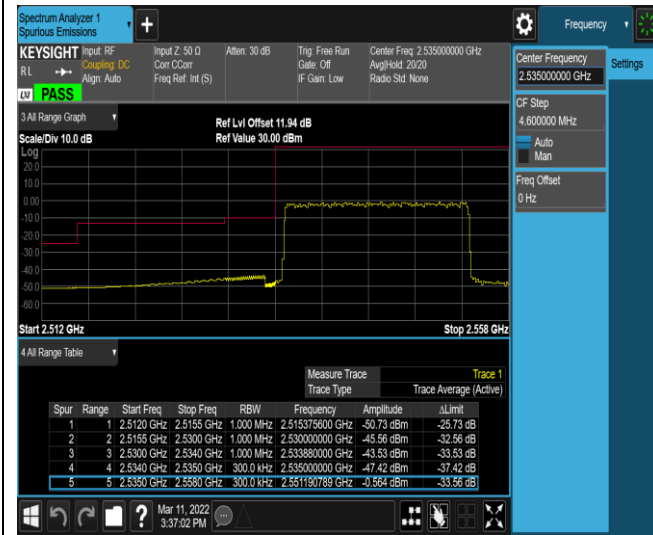 Spectrum Analyzer 1
Spurious Emissions
Frequency
KEYSIGHT
RL
LXI PASS
Input: RF
Coupling: DC
Align: Auto
Input Z: 50 Ω
Corr CCorr
Freq Ref: Int (S)
Atten: 30 dB
Trig: Free Run
Gate: Off
IF Gain: Low
Center Freq: 2.535000000 GHz
Avg|Hold: 20/20
Radio Std: None
Center Frequency
2.535000000 GHz
Settings
CF Step
4.600000 MHz
Auto
Man
Freq Offset
0 Hz
3 All Range Graph
Scale/Div 10.0 dB
Ref Lvl Offset 11.94 dB
Ref Value 30.00 dBm
Log
20.0
10.0
0.00
-10.0
-20.0
-30.0
-40.0
-50.0
-60.0
Start 2.512 GHz
Stop 2.558 GHz
4 All Range Table
Measure Trace Trace 1
Trace Type Trace Average (Active)
Spur Range Start Freq Stop Freq RBW Frequency Amplitude ΔLimit
1 1 2.5120 GHz 2.5155 GHz 1.000 MHz 2.515375600 GHz -50.73 dBm -25.73 dB
2 2 2.5155 GHz 2.5300 GHz 1.000 MHz 2.530000000 GHz -45.56 dBm -32.56 dB
3 3 2.5300 GHz 2.5340 GHz 1.000 MHz 2.533880000 GHz -43.53 dBm -33.53 dB
4 4 2.5340 GHz 2.5350 GHz 300.0 kHz 2.535000000 GHz -47.42 dBm -37.42 dB
5 5 2.5350 GHz 2.5580 GHz 300.0 kHz 2.551190789 GHz -0.564 dBm -33.56 dB
?
Mar 11, 2022
3:37:02 PM